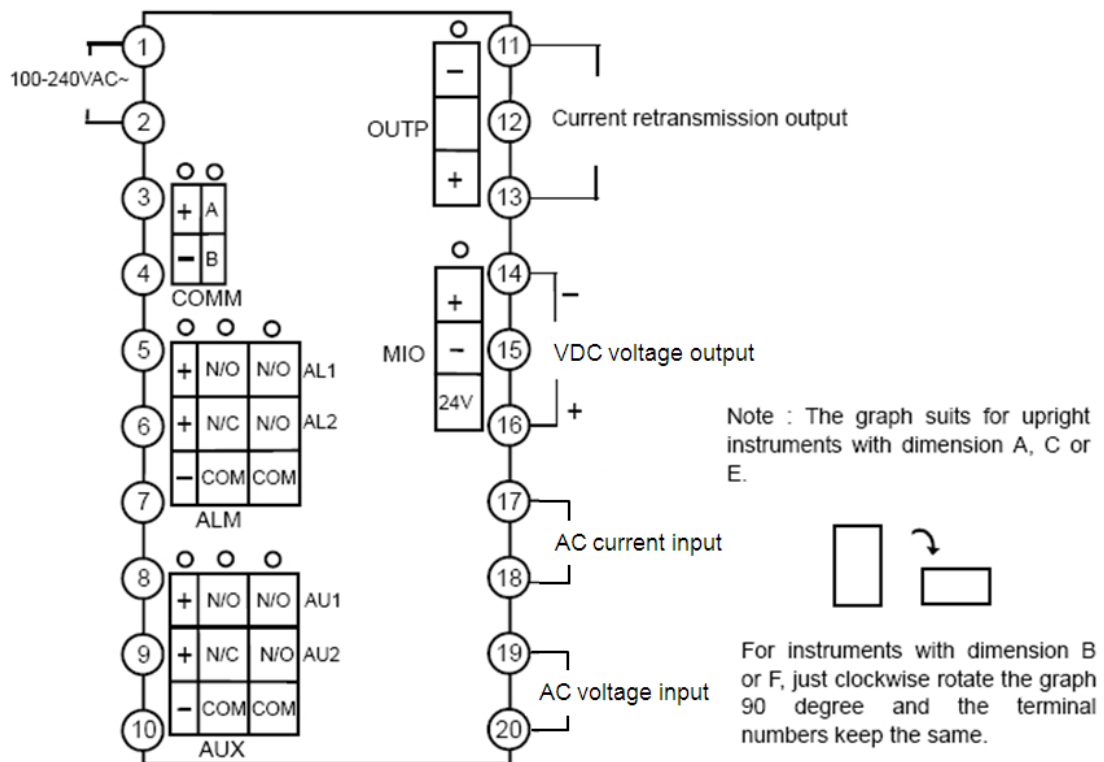 1
100-240VAC~
2
3
+ A
4
− B
COMM
5
+ N/O N/O AL1
6
+ N/C N/O AL2
− COM COM
7
ALM
8
+ N/O N/O AU1
9
+ N/C N/O AU2
− COM COM
10
AUX
11
−
OUTP
12
Current retransmission output
+
13
14
+
−
MIO
−
15
VDC voltage output
24V
+
16
17
AC current input
18
19
AC voltage input
20
Note : The graph suits for upright
instruments with dimension A, C or
E.
For instruments with dimension B
or F, just clockwise rotate the graph
90 degree and the terminal
numbers keep the same.